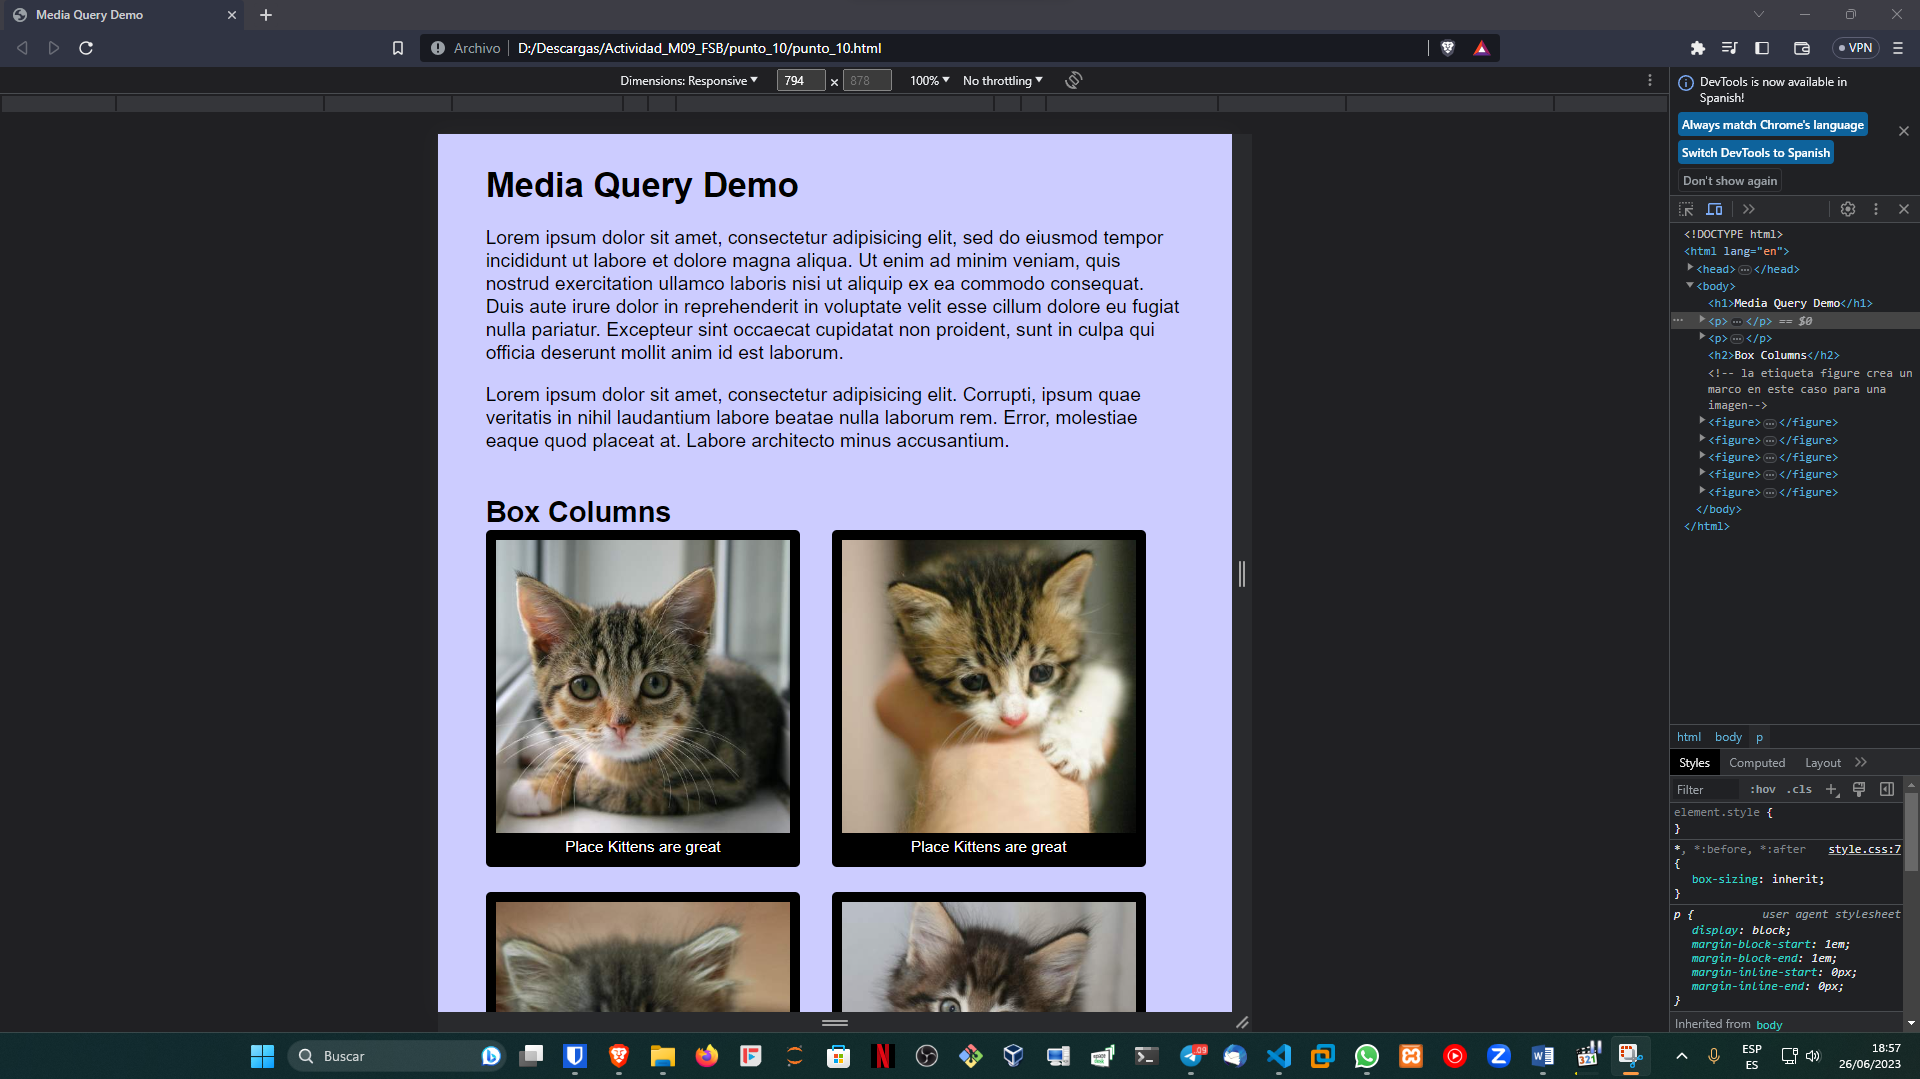 Media Query Demo
Archivo
D:/Descargas/Actividad_M09_FSB/punto_10/punto_10.html
VPN
Dimensions: Responsive
794
×
878
100%
No throttling
DevTools is now available in
Spanish!
Always match Chrome's language
Switch DevTools to Spanish
Don't show again
Media Query Demo
Lorem ipsum dolor sit amet, consectetur adipisicing elit, sed do eiusmod tempor
incididunt ut labore et dolore magna aliqua. Ut enim ad minim veniam, quis
nostrud exercitation ullamco laboris nisi ut aliquip ex ea commodo consequat.
Duis aute irure dolor in reprehenderit in voluptate velit esse cillum dolore eu fugiat
nulla pariatur. Excepteur sint occaecat cupidatat non proident, sunt in culpa qui
officia deserunt mollit anim id est laborum.
Lorem ipsum dolor sit amet, consectetur adipisicing elit. Corrupti, ipsum quae
veritatis in nihil laudantium labore beatae nulla laborum rem. Error, molestiae
eaque quod placeat at. Labore architecto minus accusantium.
Box Columns
Place Kittens are great
Place Kittens are great
<!DOCTYPE html>
<html lang="en">
<head>…</head>
<body>
<h1>Media Query Demo</h1>
<p>…</p> == $0
<p>…</p>
<h2>Box Columns</h2>
<!-- la etiqueta figure crea un
marco en este caso para una
imagen-->
<figure>…</figure>
<figure>…</figure>
<figure>…</figure>
<figure>…</figure>
<figure>…</figure>
</body>
</html>
html body p
Styles Computed Layout
Filter :hov .cls
element.style {
}
*, *:before, *:after style.css:7
{
box-sizing: inherit;
}
p { user agent stylesheet
display: block;
margin-block-start: 1em;
margin-block-end: 1em;
margin-inline-start: 0px;
margin-inline-end: 0px;
}
Inherited from body
Buscar
ESP
ES
18:57
26/06/2023